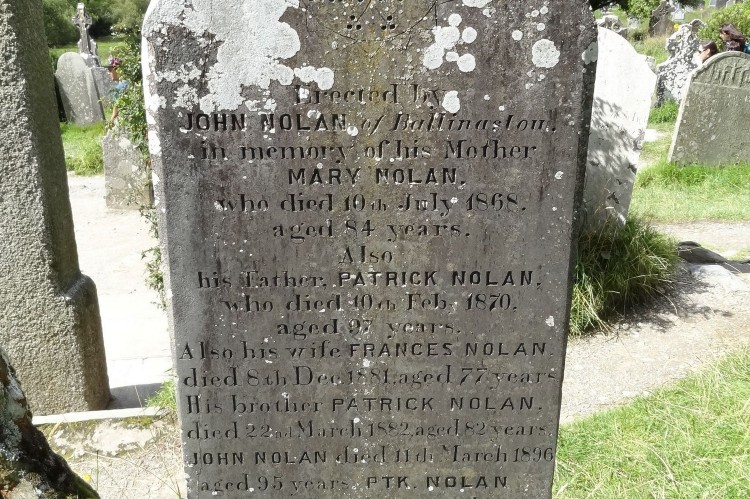 Erected by
JOHN NOLAN of Ballinaston,
in memory of his Mother
MARY NOLAN,
who died 10th July 1868,
aged 84 years.
Also
his Father, PATRICK NOLAN,
who died 10th Feby 1870,
aged 97 years.
Also his wife FRANCES NOLAN
died 8th Dec. 1881, aged 77 years
His brother PATRICK NOLAN,
died 22nd March 1882, aged 82 years,
JOHN NOLAN died 11th March 1896
aged 95 years. PTK. NOLAN